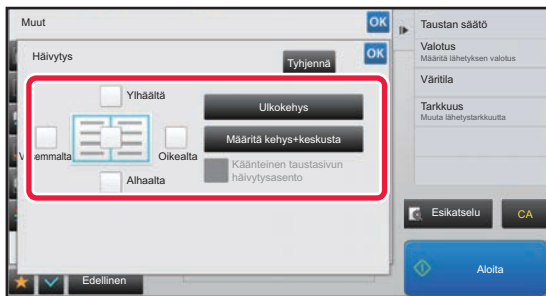 Muut
OK
Häivytys
Tyhjennä
OK
Ylhäältä
Ulkokehys
Oikealta
Määritä kehys+keskusta
Alhaalta
Käänteinen taustasivun
häivytysasento
Edellinen
Taustan säätö
Valotus
Määritä lähetyksen valotus
Väritila
Tarkkuus
Muuta lähetystarkkuutta
Esikatselu
CA
Aloita